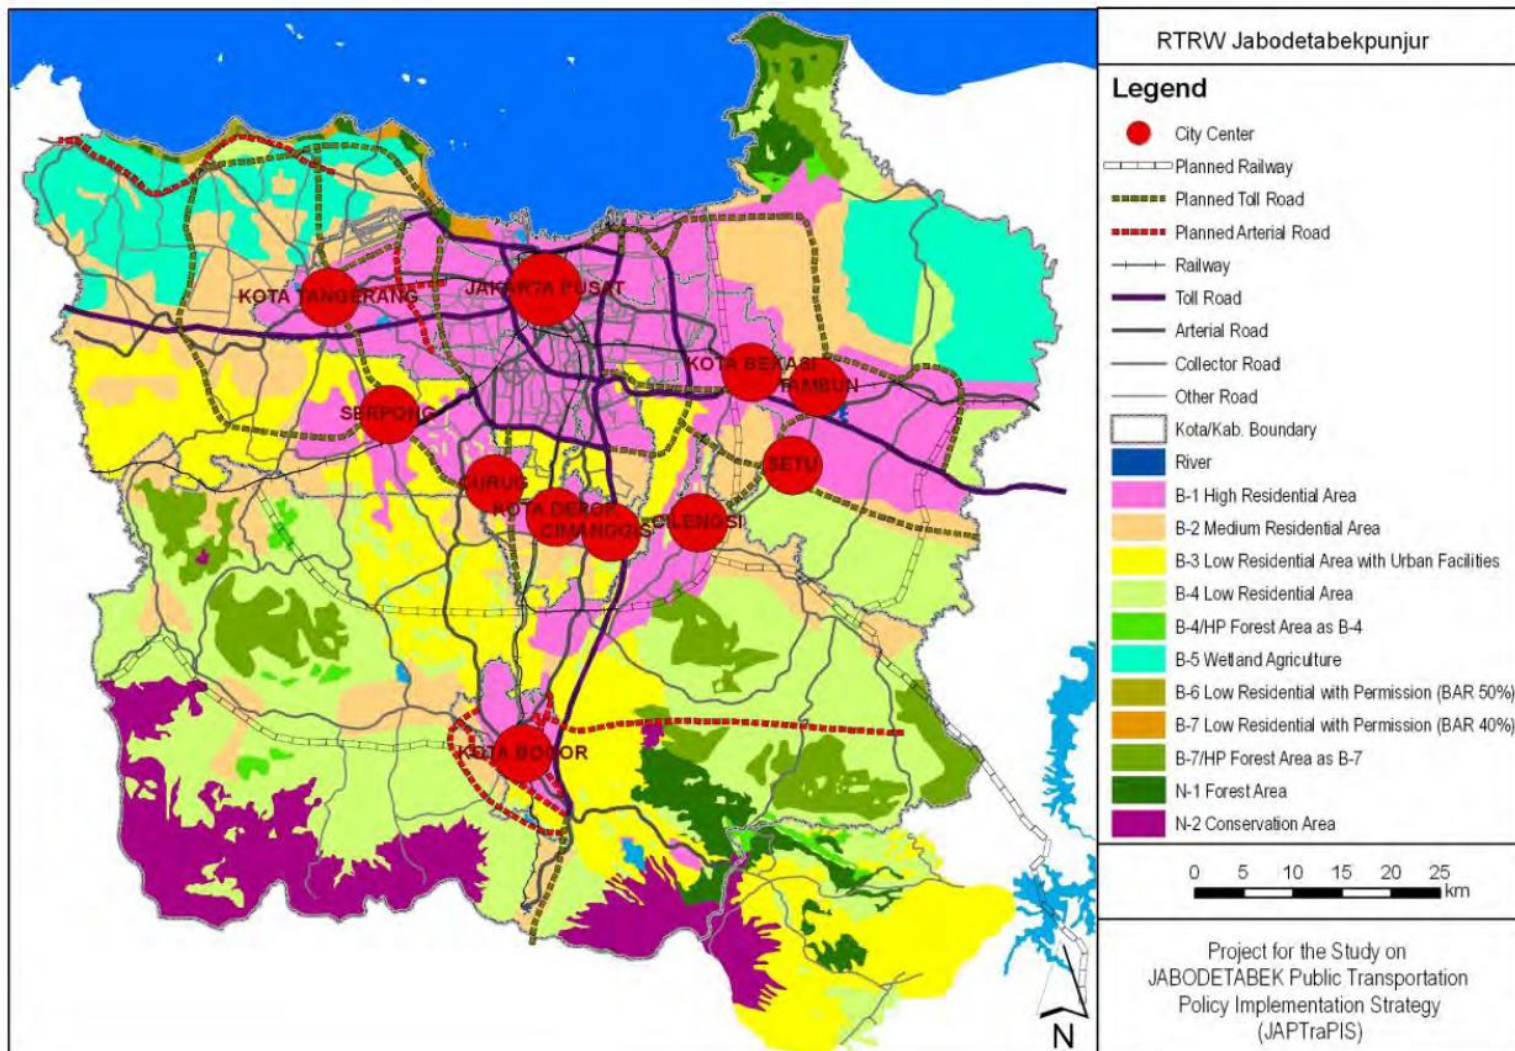 RTRW Jabodetabekpunjur
Legend
City Center
Planned Railway
Planned Toll Road
Planned Arterial Road
Railway
Toll Road
Arterial Road
Collector Road
Other Road
Kota/Kab. Boundary
River
B-1 High Residential Area
B-2 Medium Residential Area
B-3 Low Residential Area with Urban Facilities
B-4 Low Residential Area
B-4/HP Forest Area as B-4
B-5 Wetland Agriculture
B-6 Low Residential with Permission (BAR 50%)
B-7 Low Residential with Permission (BAR 40%)
B-7/HP Forest Area as B-7
N-1 Forest Area
N-2 Conservation Area
0 5 10 15 20 25
km
Project for the Study on
JABODETABEK Public Transportation
Policy Implementation Strategy
(JAPTraPIS)
KOTA TANGERANG
JAKARTA PUSAT
KOTA BEKASI
TAMBUN
SERPONG
SETU
KOTA DEPOK
CIMANGGIS
CILENGSI
KOTA BOGOR
N